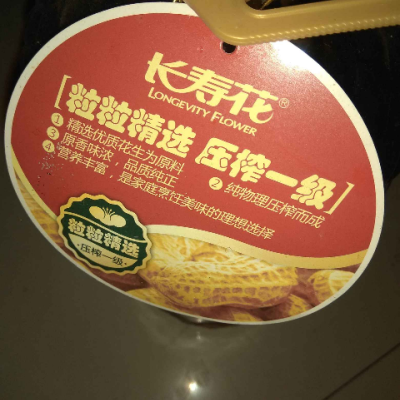 长寿花®
LONGEVITY FLOWER
[粒粒精选 压榨一级]
①精选优质花生为原料 ②纯物理压榨而成
③原香味浓,品质纯正
④营养丰富,是家庭烹饪美味的理想选择
粒粒精选
·压榨一级·